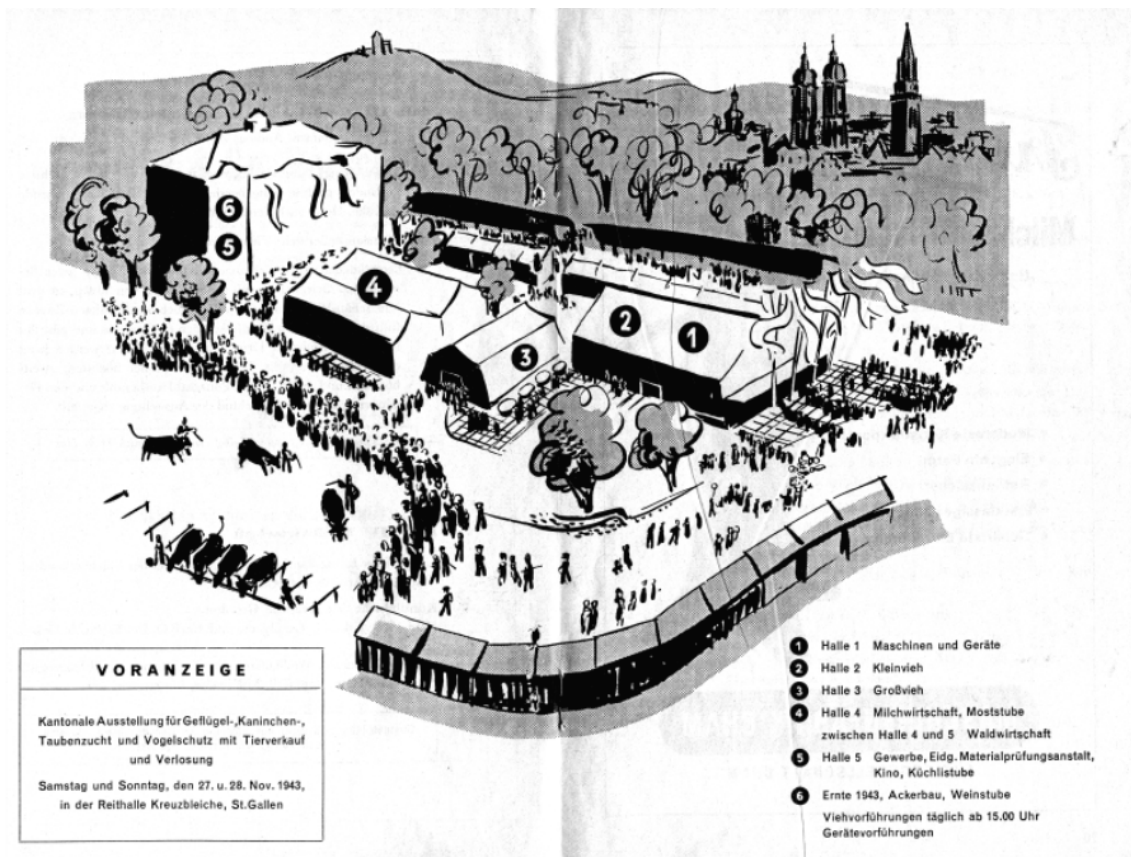 6
5
4
3
2
1
VORANZEIGE
Kantonale Ausstellung für Geflügel-, Kaninchen-,
Taubenzucht und Vogelschutz mit Tierverkauf
und Verlosung
Samstag und Sonntag, den 27. u. 28. Nov. 1943,
in der Reithalle Kreuzbleiche, St.Gallen
1 Halle 1 Maschinen und Geräte
2 Halle 2 Kleinvieh
3 Halle 3 Großvieh
4 Halle 4 Milchwirtschaft, Moststube
zwischen Halle 4 und 5 Waldwirtschaft
5 Halle 5 Gewerbe, Eidg. Materialprüfungsanstalt,
Kino, Küchlistube
6 Ernte 1943, Ackerbau, Weinstube
Viehvorführungen täglich ab 15.00 Uhr
Gerätevorführungen